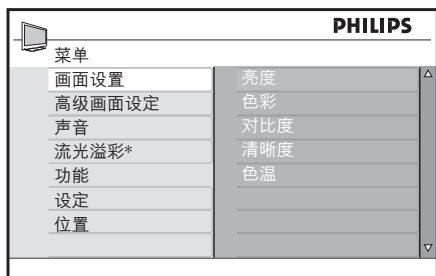 PHILIPS
菜单
画面设置
高级画面设定
声音
流光溢彩*
功能
设定
位置
亮度
色彩
对比度
清晰度
色温